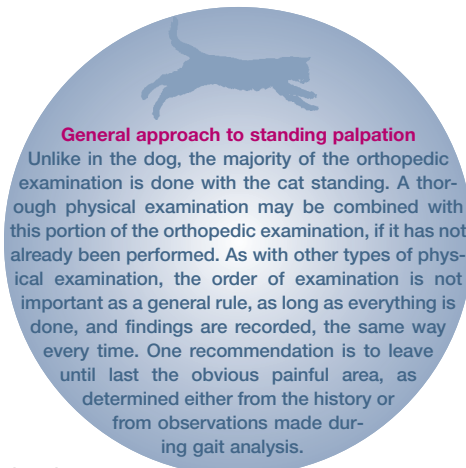 General approach to standing palpation
Unlike in the dog, the majority of the orthopedic
examination is done with the cat standing. A thor-
ough physical examination may be combined with
this portion of the orthopedic examination, if it has not
already been performed. As with other types of phys-
ical examination, the order of examination is not
important as a general rule, as long as everything is
done, and findings are recorded, the same way
every time. One recommendation is to leave
until last the obvious painful area, as
determined either from the history or
from observations made dur-
ing gait analysis.